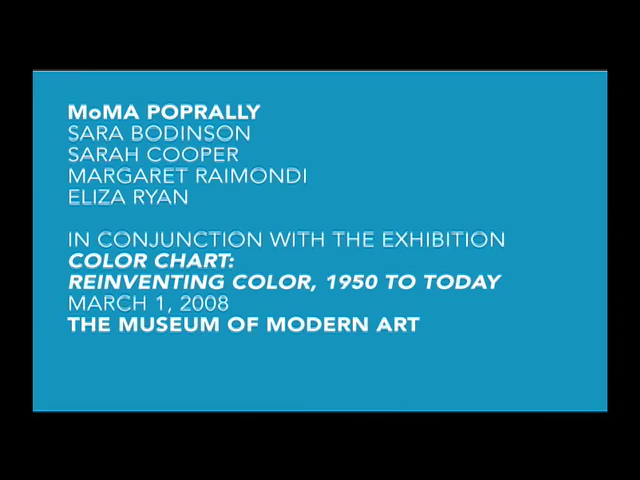 MoMA POPRALLY
SARA BODINSON
SARAH COOPER
MARGARET RAIMONDI
ELIZA RYAN
IN CONJUNCTION WITH THE EXHIBITION
COLOR CHART:
REINVENTING COLOR, 1950 TO TODAY
MARCH 1, 2008
THE MUSEUM OF MODERN ART